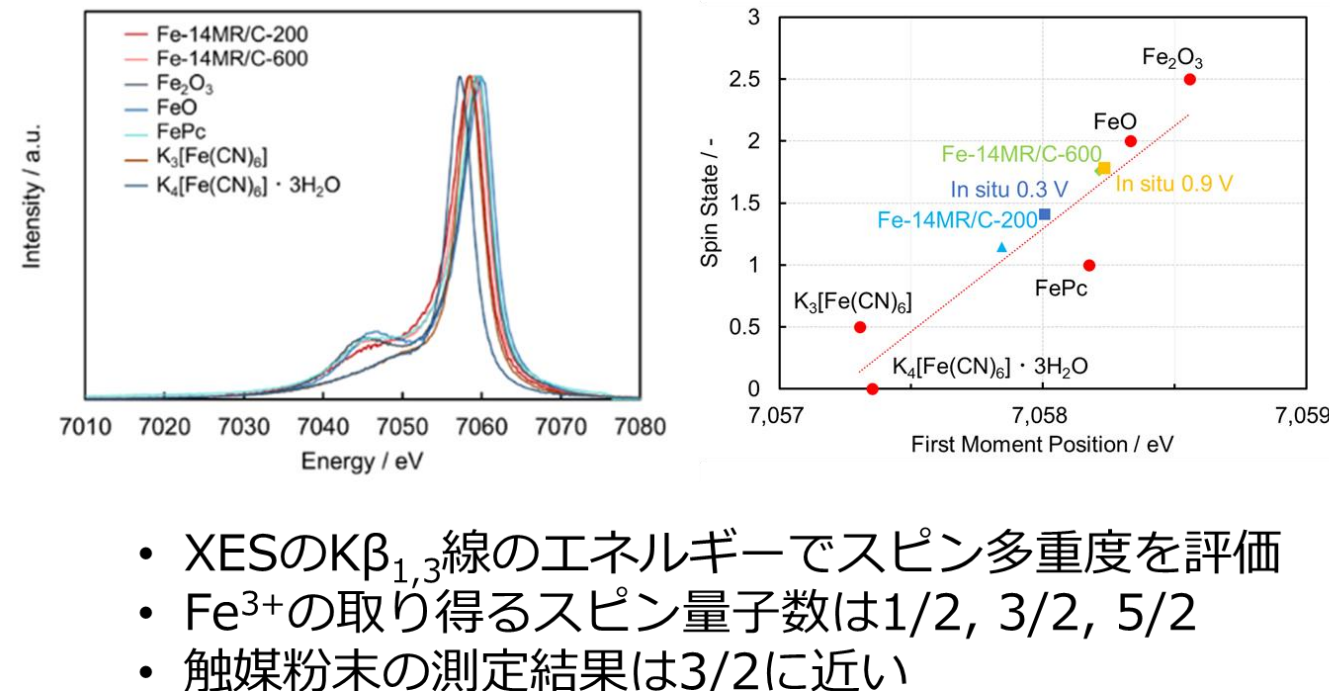 Fe-14MR/C-200
Fe-14MR/C-600
Fe₂O₃
FeO
FePc
K₃[Fe(CN)₆]
K₄[Fe(CN)₆]・3H₂O
Intensity / a.u.
7010 7020 7030 7040 7050 7060 7070 7080
Energy / eV
3
2.5
2
1.5
1
0.5
0
Spin State / -
Fe₂O₃
FeO
Fe-14MR/C-600
In situ 0.9 V
In situ 0.3 V
Fe-14MR/C-200
FePc
K₃[Fe(CN)₆]
K₄[Fe(CN)₆]・3H₂O
7,057 7,058 7,059
First Moment Position / eV
• XESのKβ₁,₃線のエネルギーでスピン多重度を評価
• Fe³⁺の取り得るスピン量子数は1/2, 3/2, 5/2
• 触媒粉末の測定結果は3/2に近い